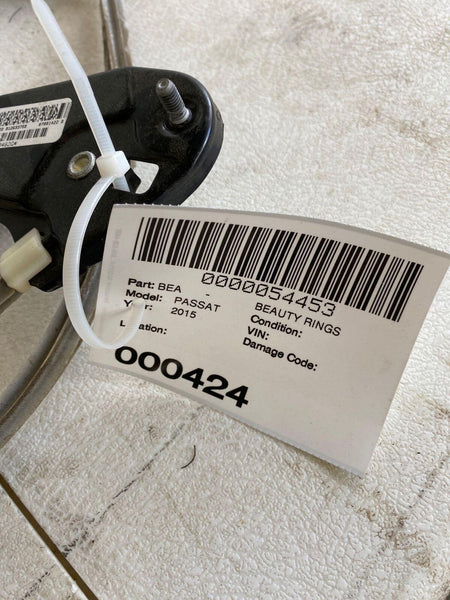 0000054453
Part: BEA - BEAUTY RINGS
Model: PASSAT Condition:
Year: 2015 VIN:
Location: Damage Code:
000424